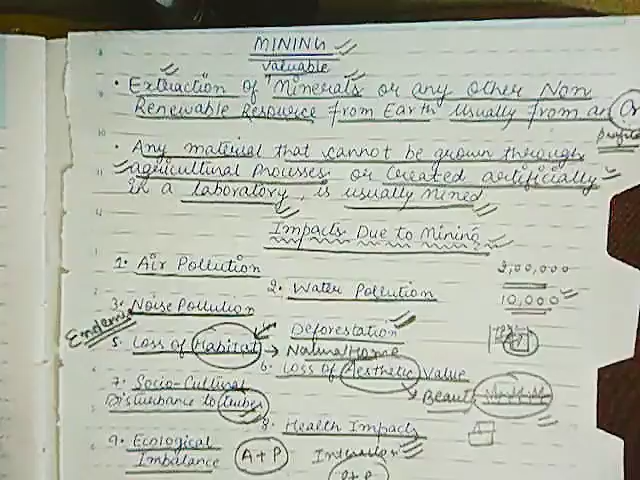 MINING
Valuable
• Extraction of "Minerals or any other Non
Renewable Resource from Earth Usually from an Or
• Any material that cannot be grown through
agricultural processes or created artificially
in a laboratory, is usually mined
Impacts Due to Mining
1. Air Pollution
2,00,000
2. Water Pollution
10,000
3. Noise Pollution
Endemic
Deforestation
5. Loss of Habitat → Natural Home
6. Loss of Aesthetic Value
7. Socio-Cultural
Disturbance to
Beauty
8. Health Impacts
9. Ecological
Imbalance
A+P
Interaction